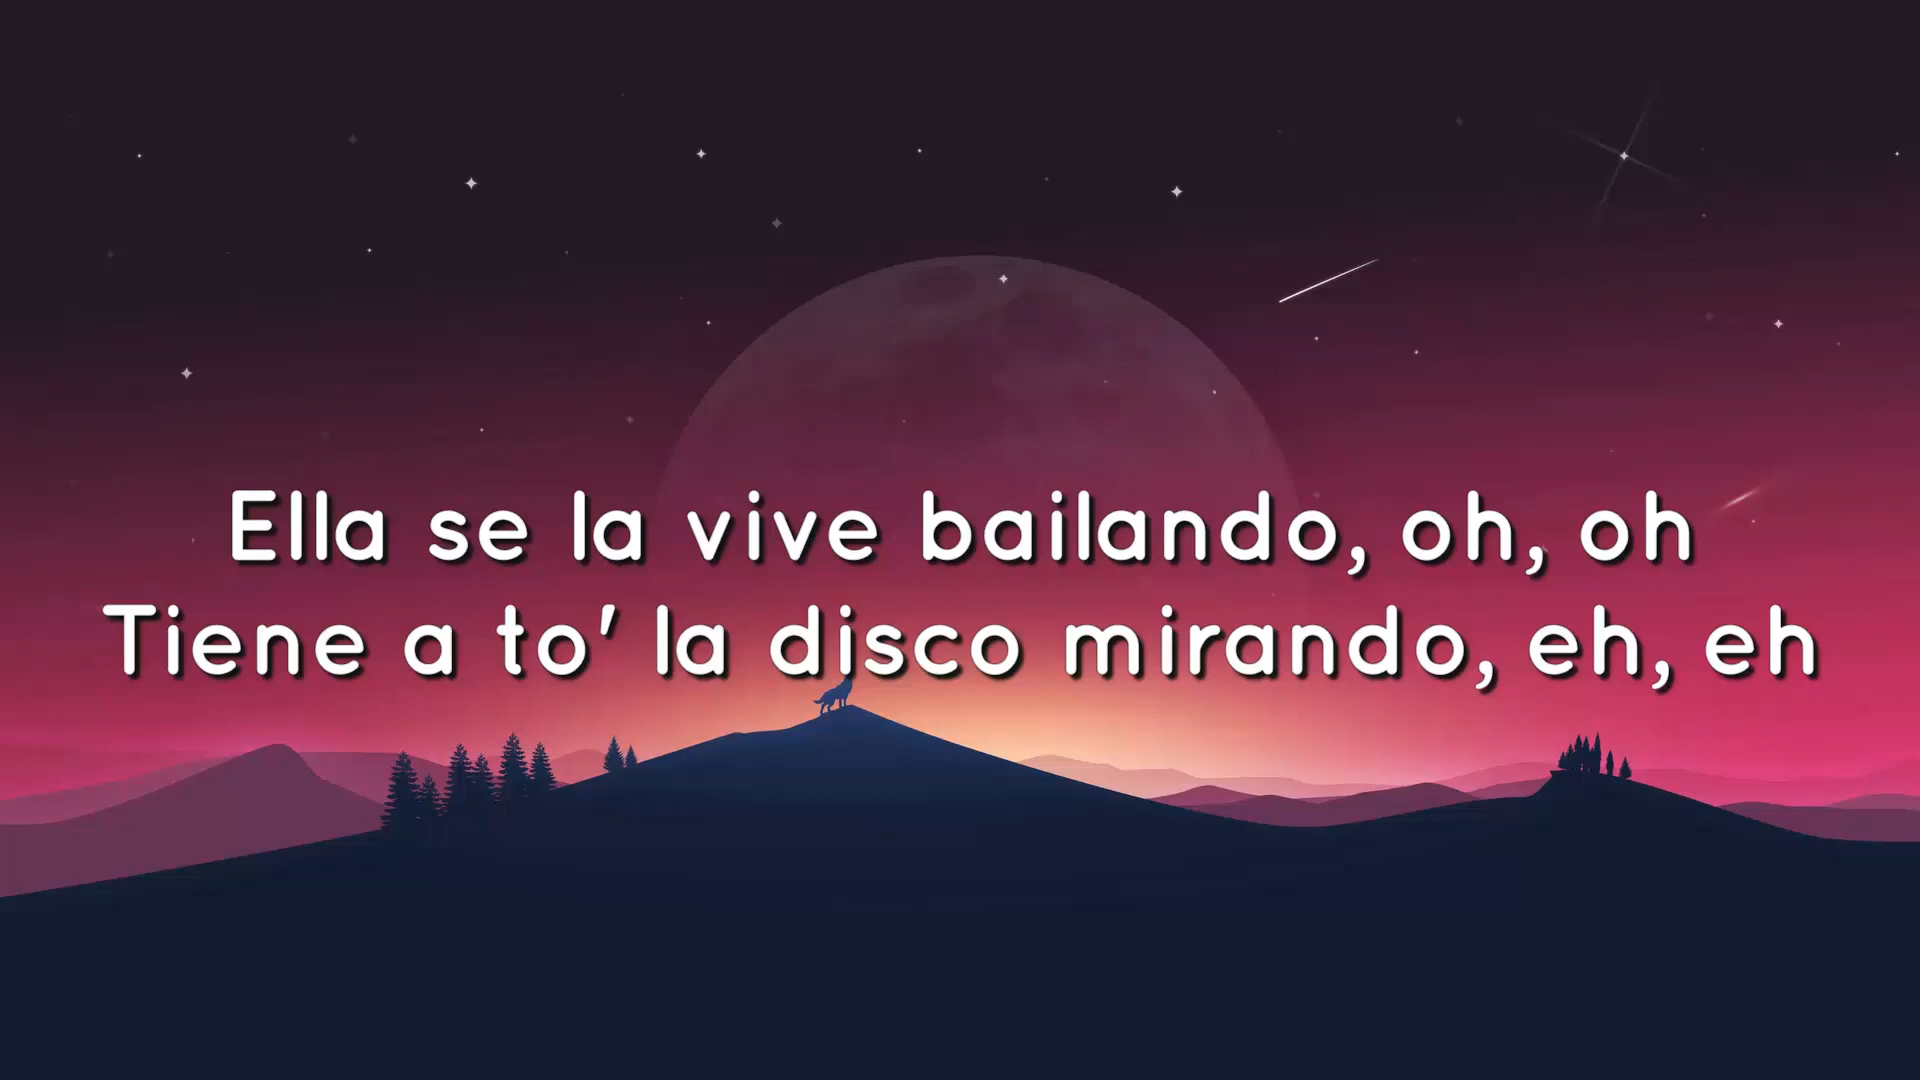 Ella se la vive bailando, oh, oh
Tiene a to' la disco mirando, eh, eh